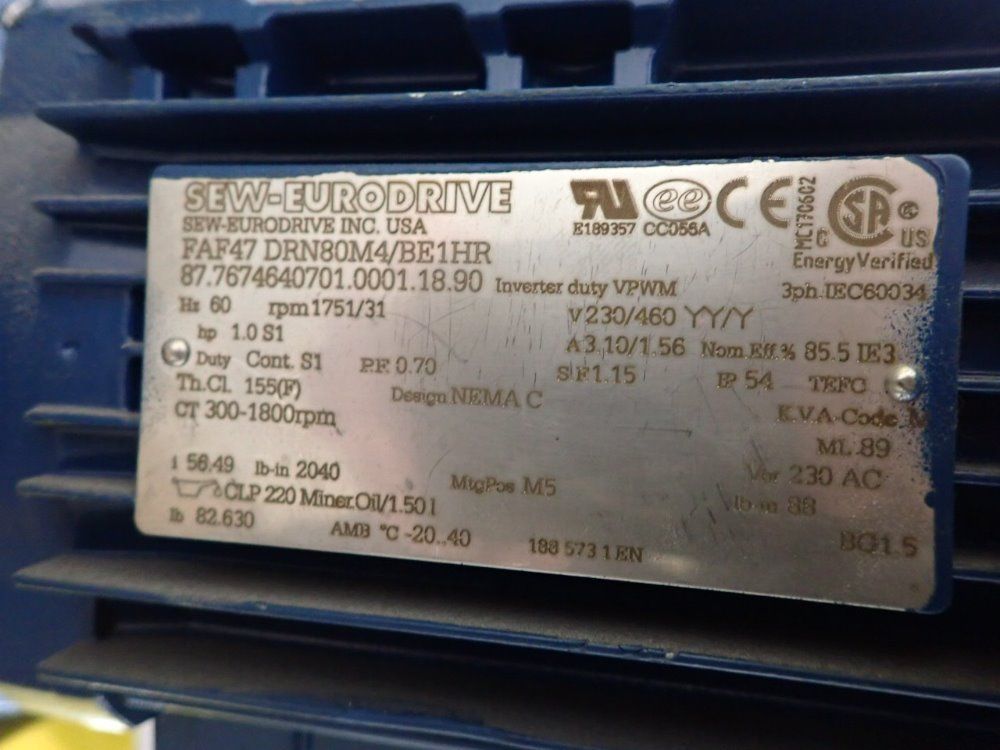 SEW-EURODRIVE
SEW-EURODRIVE INC. USA
FAF47 DRN80M4/BE1HR
87.7674640701.0001.18.90 Inverter duty VPWM 3ph.IEC60034
E189357 CC056A
MC170602
CSA ® C US
Energy Verified
Hz 60 rpm 1751/31 V 230/460 YY/Y
hp 1.0 S1 A 3.10/1.56 Nom.Eff.% 85.5 IE3
Duty Cont. S1 P.F. 0.70 S.F 1.15 IP 54 TEFC
Th.Cl. 155(F) Design NEMA C K.V.A-Code M
CT 300-1800rpm ML 89
i 56.49 lb-in 2040 MtgPos M5 Vbr 230 AC
CLP 220 Miner.Oil/1.50 l lb-in 88
lb 82.630 AMB °C -20..40 188 573 1 EN BG1.5